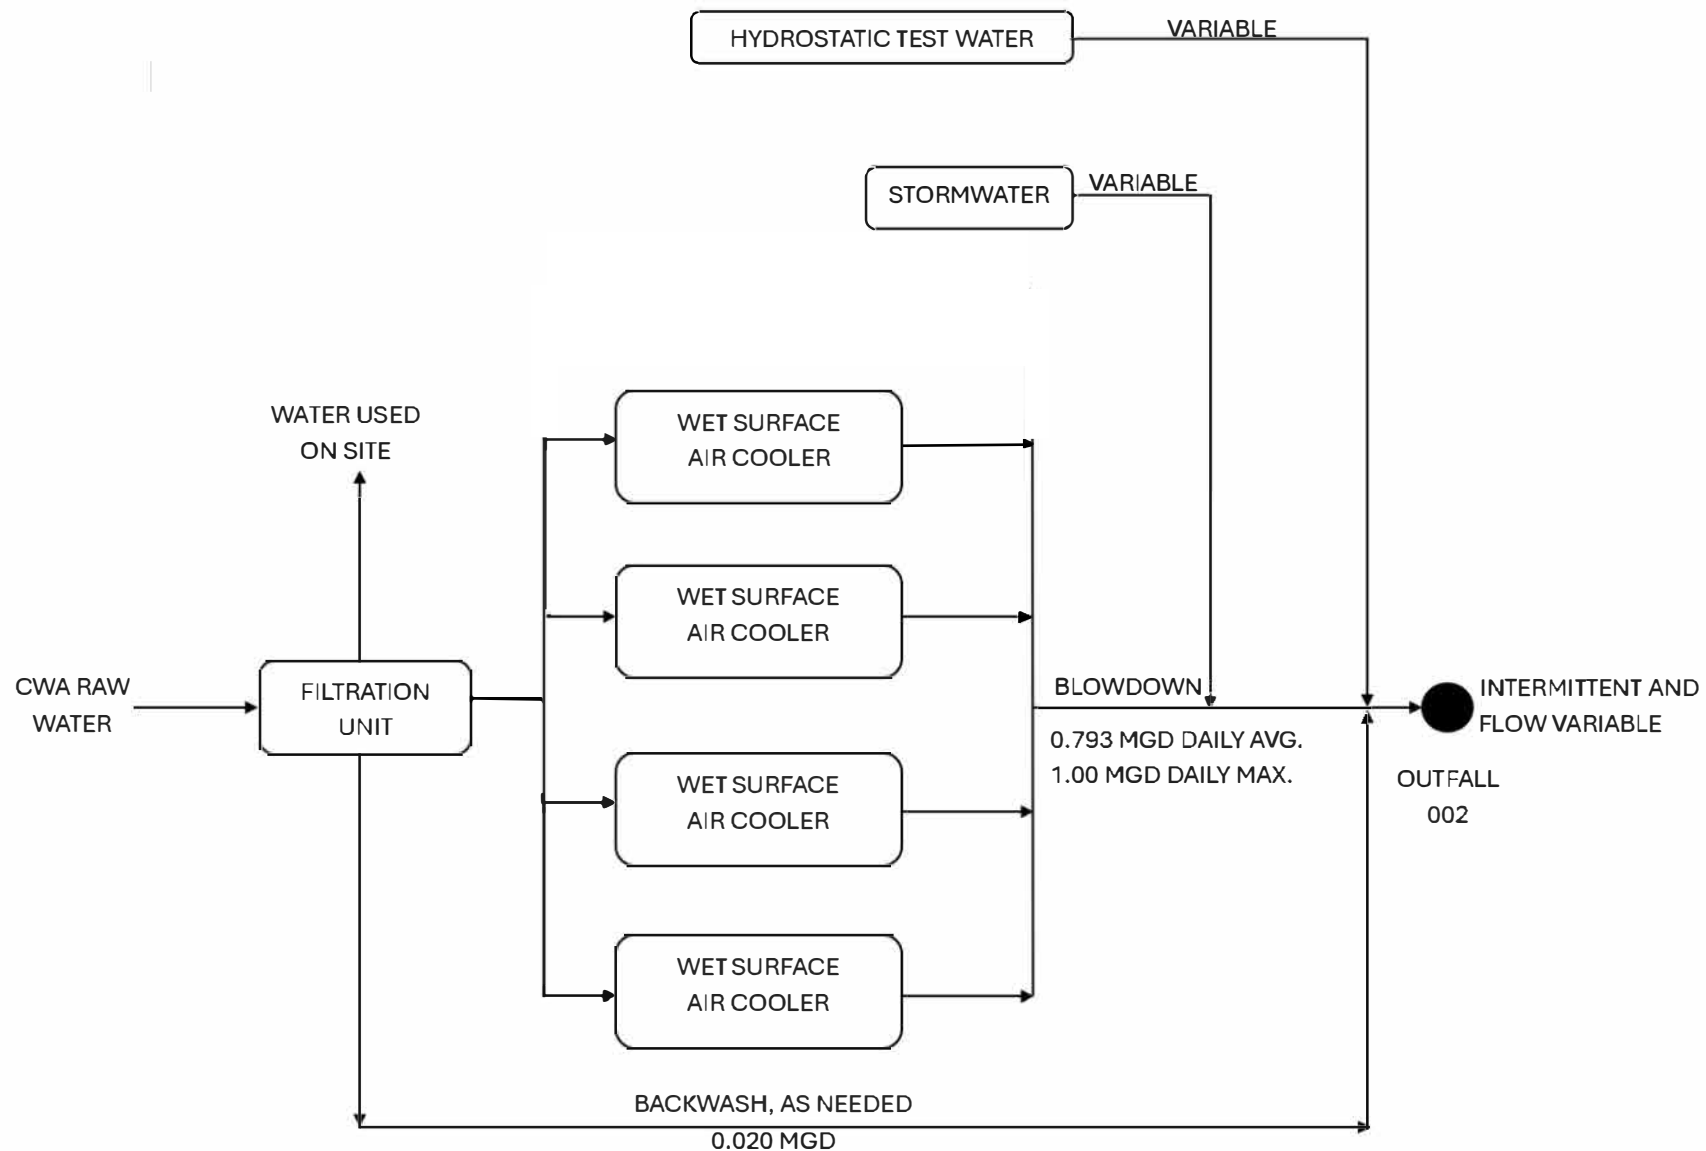 HYDROSTATIC TEST WATER
VARIABLE
STORMWATER
VARIABLE
WATER USED
ON SITE
WET SURFACE
AIR COOLER
WET SURFACE
AIR COOLER
CWA RAW
WATER
FILTRATION
UNIT
BLOWDOWN
0.793 MGD DAILY AVG.
1.00 MGD DAILY MAX.
INTERMITTENT AND
FLOW VARIABLE
OUTFALL
002
WET SURFACE
AIR COOLER
WET SURFACE
AIR COOLER
BACKWASH, AS NEEDED
0.020 MGD